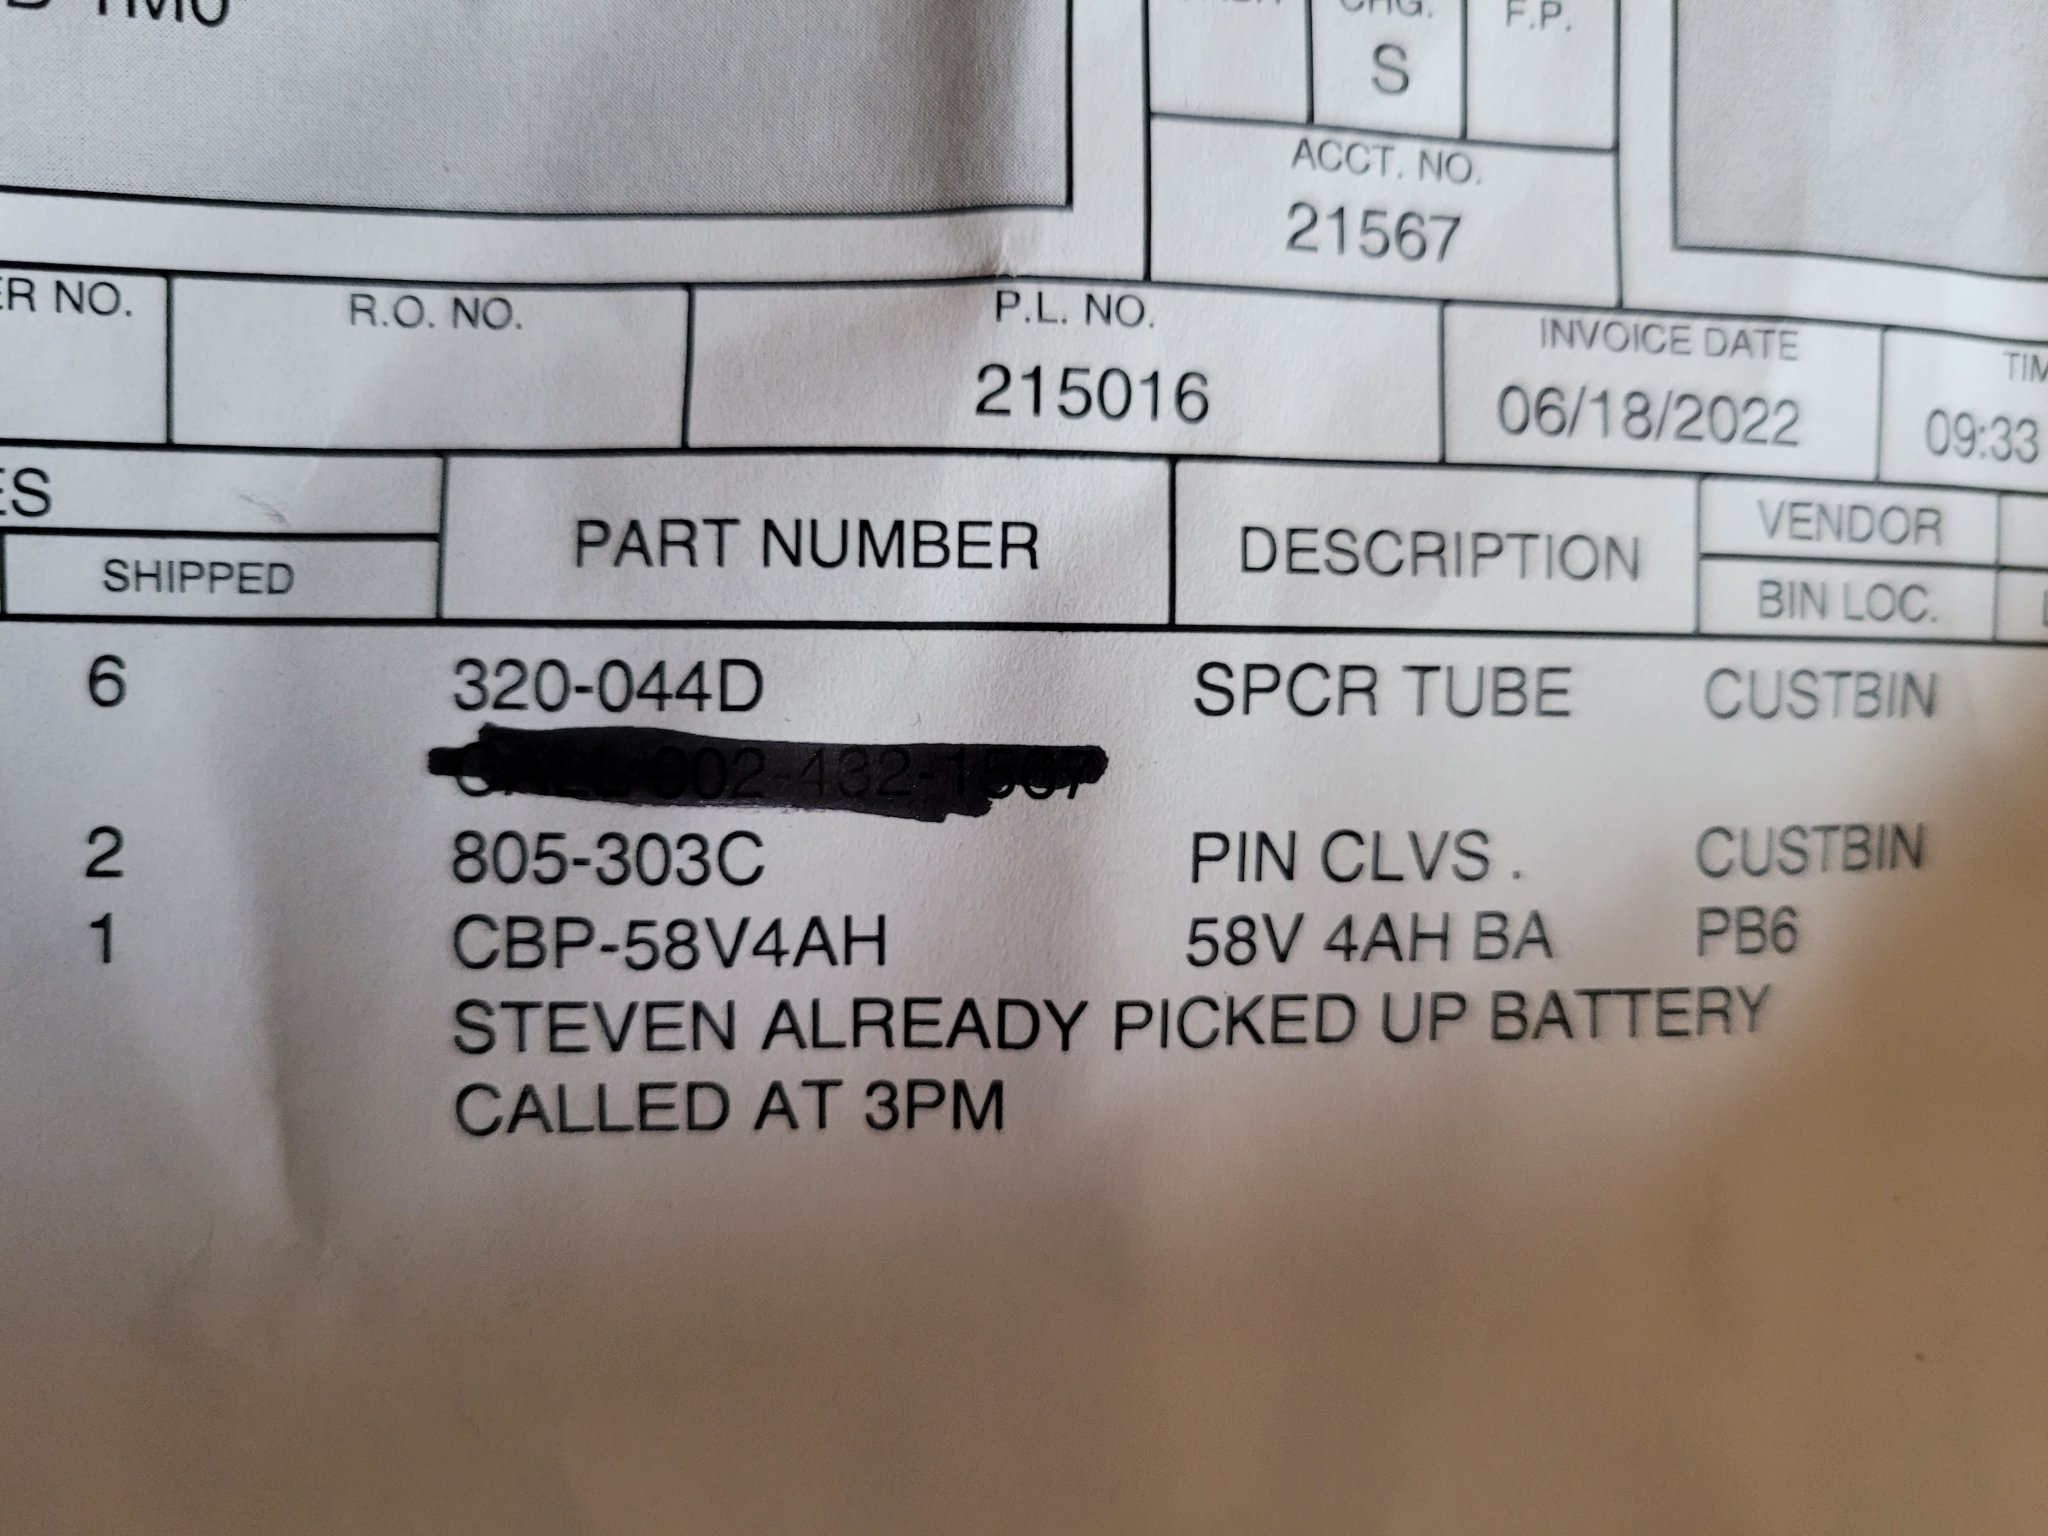 1M0
CHG.
F.P.
S
ACCT. NO.
21567
R.O. NO.
P.L. NO.
INVOICE DATE
NO.
215016
06/18/2022
09:33
SHIPPED
PART NUMBER
DESCRIPTION
VENDOR
BIN LOC.
6 320-044D SPCR TUBE CUSTBIN
2 805-303C PIN CLVS . CUSTBIN
1 CBP-58V4AH 58V 4AH BA PB6
STEVEN ALREADY PICKED UP BATTERY
CALLED AT 3PM